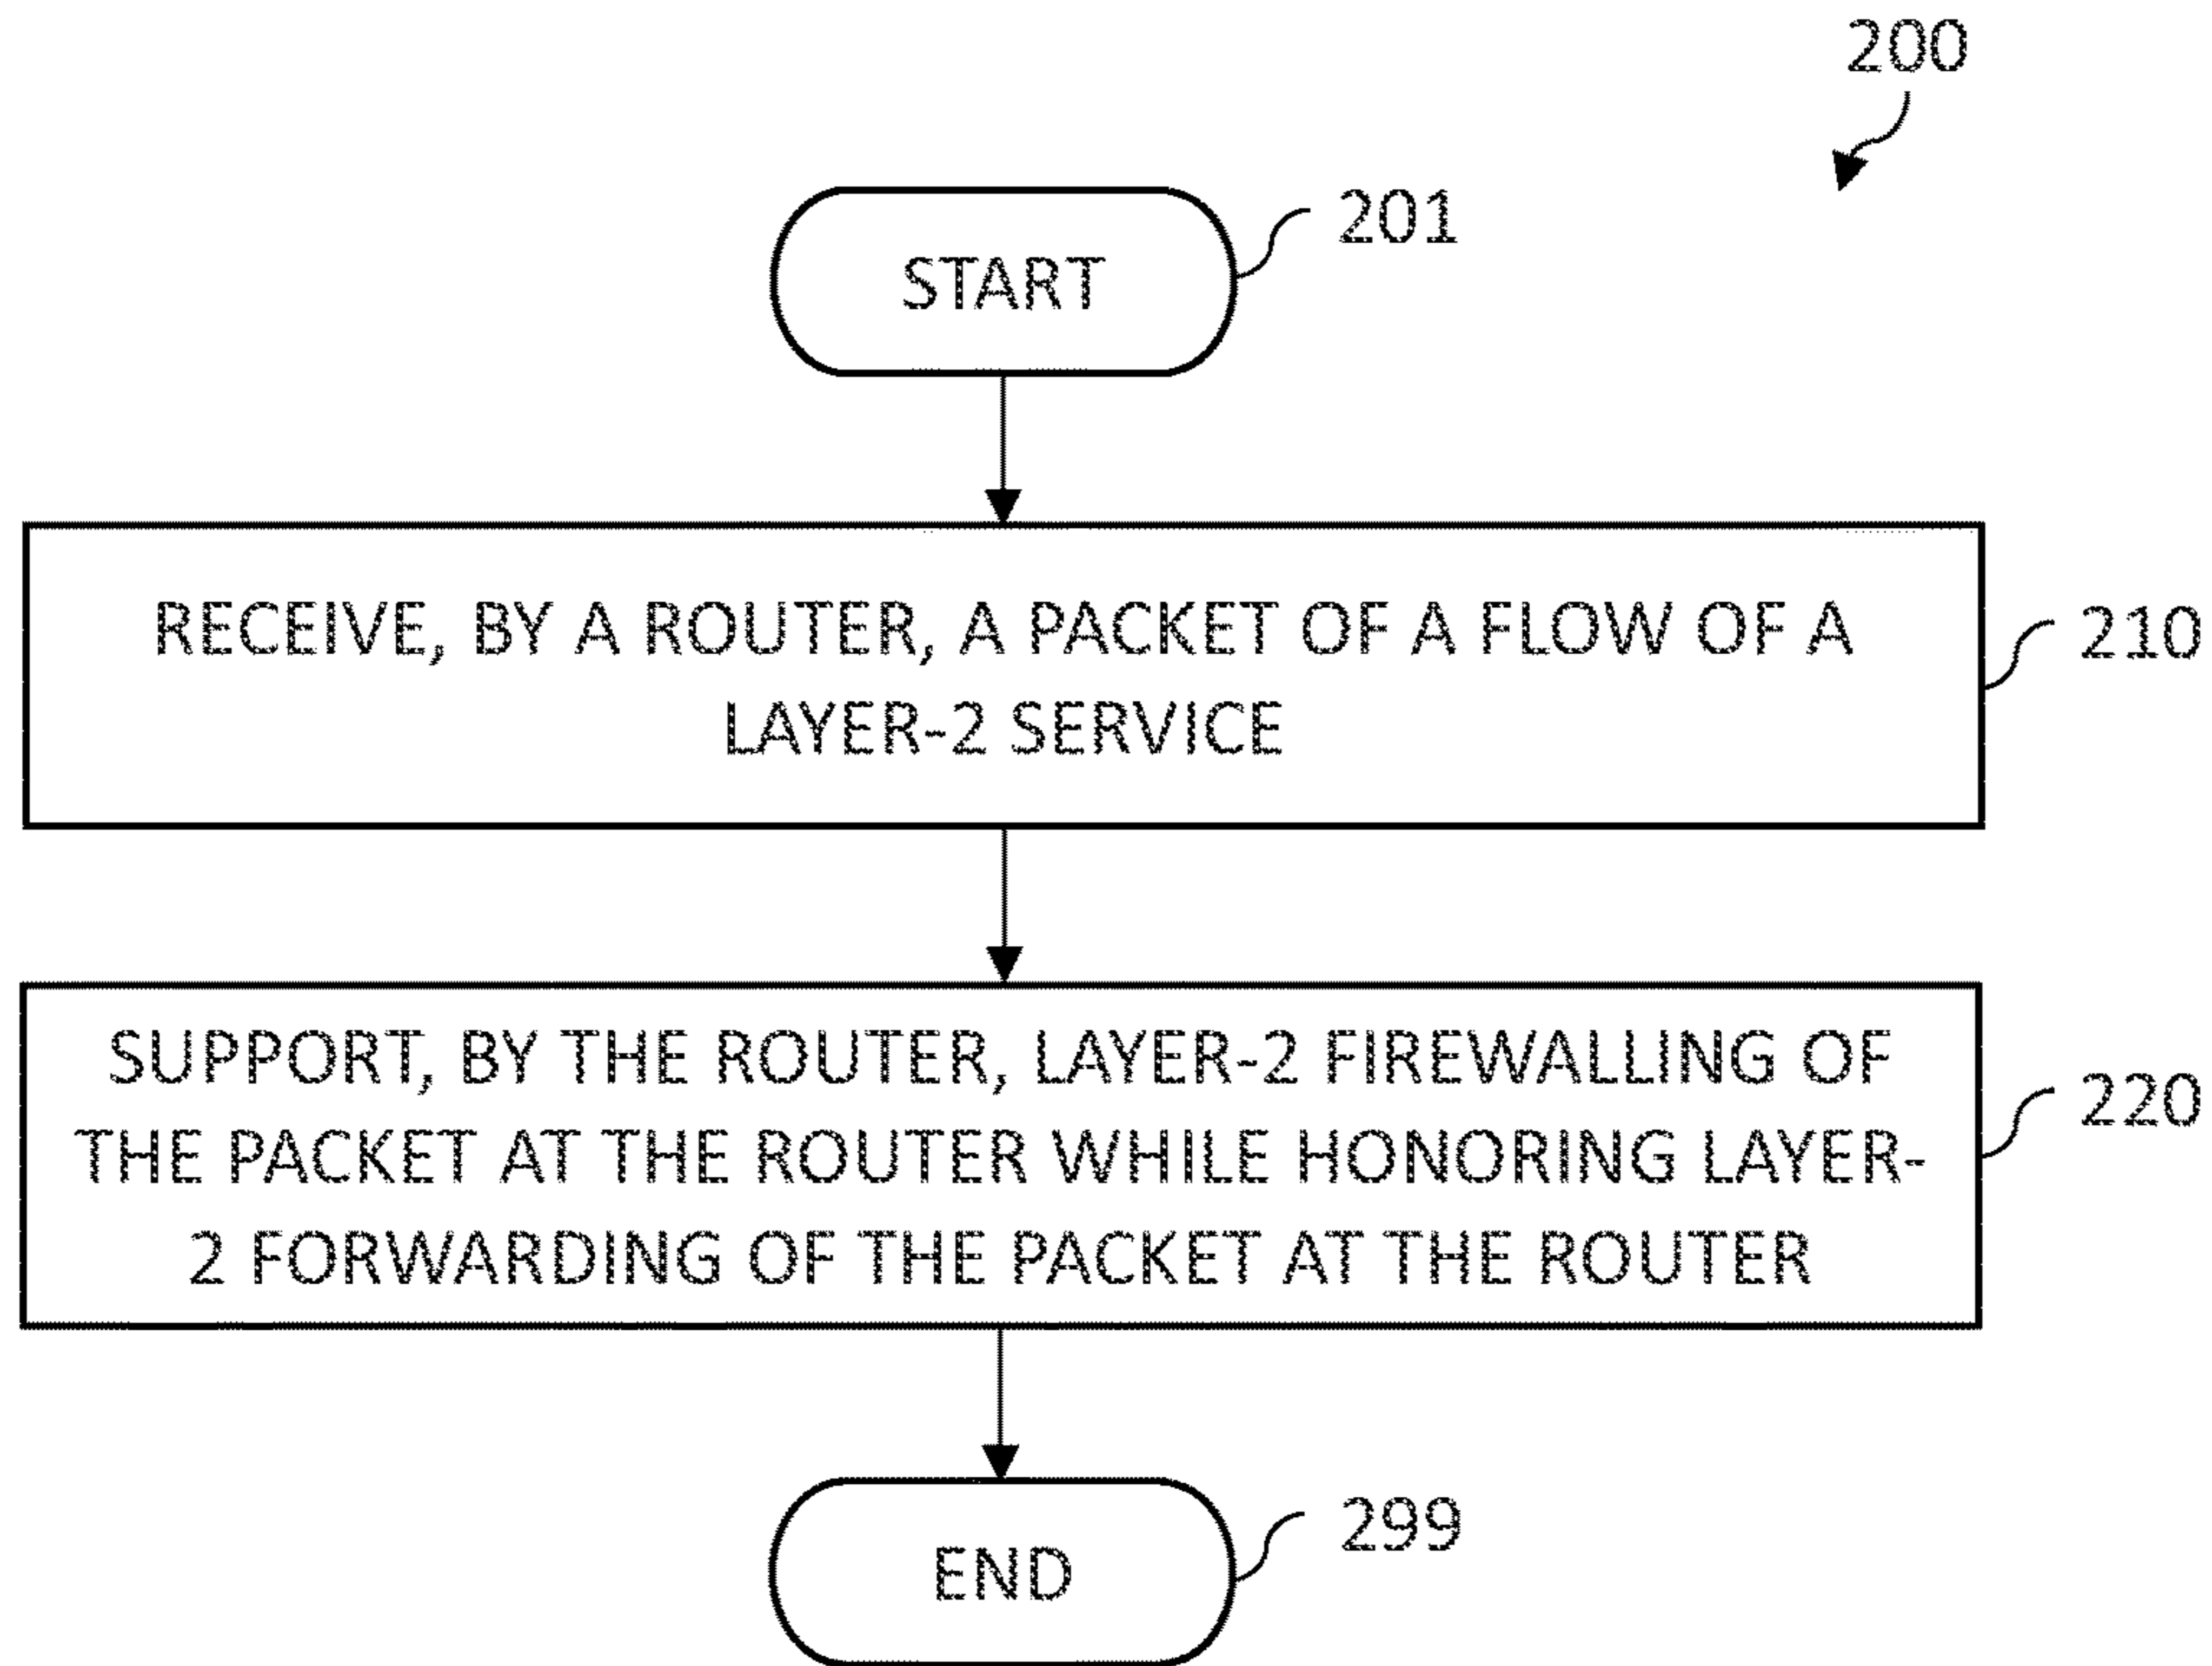 200
START
201
RECEIVE, BY A ROUTER, A PACKET OF A FLOW OF A
LAYER-2 SERVICE
210
SUPPORT, BY THE ROUTER, LAYER-2 FIREWALLING OF
THE PACKET AT THE ROUTER WHILE HONORING LAYER-
2 FORWARDING OF THE PACKET AT THE ROUTER
220
END
299